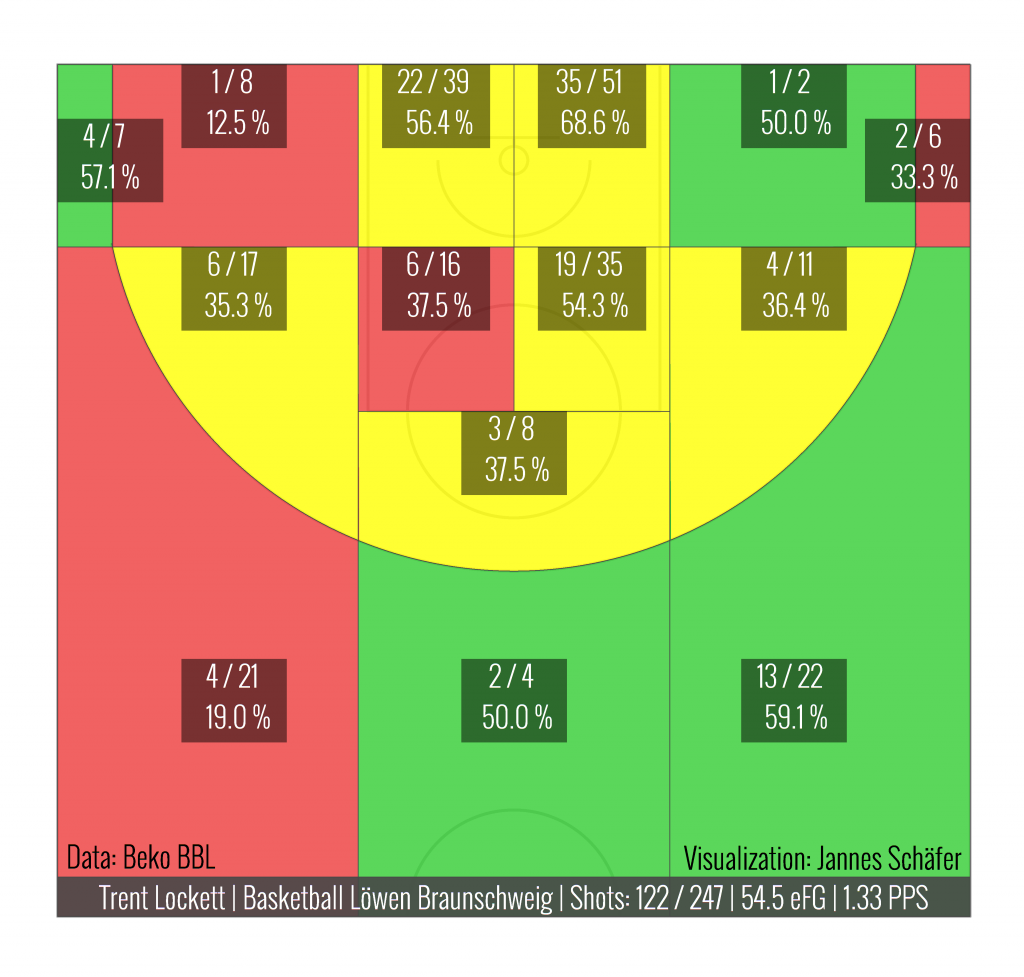 1 / 8
12.5 %
22 / 39
56.4 %
35 / 51
68.6 %
1 / 2
50.0 %
4 / 7
57.1 %
2 / 6
33.3 %
6 / 17
35.3 %
6 / 16
37.5 %
19 / 35
54.3 %
4 / 11
36.4 %
3 / 8
37.5 %
4 / 21
19.0 %
2 / 4
50.0 %
13 / 22
59.1 %
Data: Beko BBL
Visualization: Jannes Schäfer
Trent Lockett | Basketball Löwen Braunschweig | Shots: 122 / 247 | 54.5 eFG | 1.33 PPS